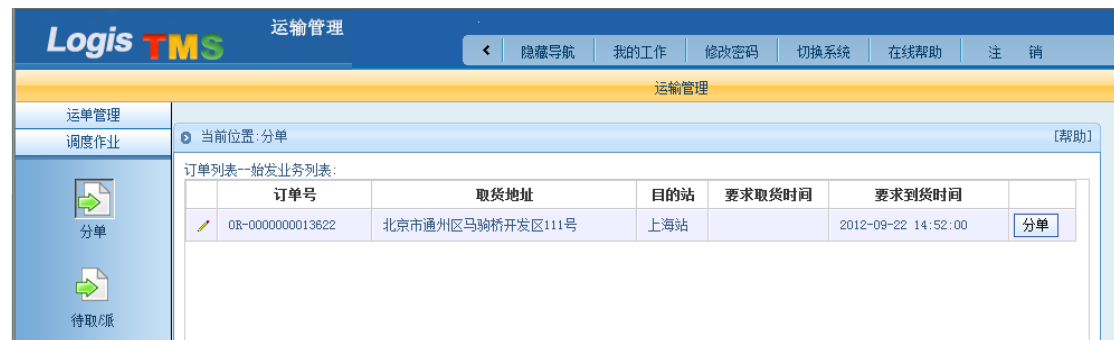 Logis TMS 运输管理
隐藏导航 我的工作 修改密码 切换系统 在线帮助 注 销
运输管理
运单管理
调度作业
当前位置:分单 [帮助]
订单列表--始发业务列表:
订单号 取货地址 目的站 要求取货时间 要求到货时间
OR-0000000013622 北京市通州区马驹桥开发区111号 上海站 2012-09-22 14:52:00 分单
分单
待取/派